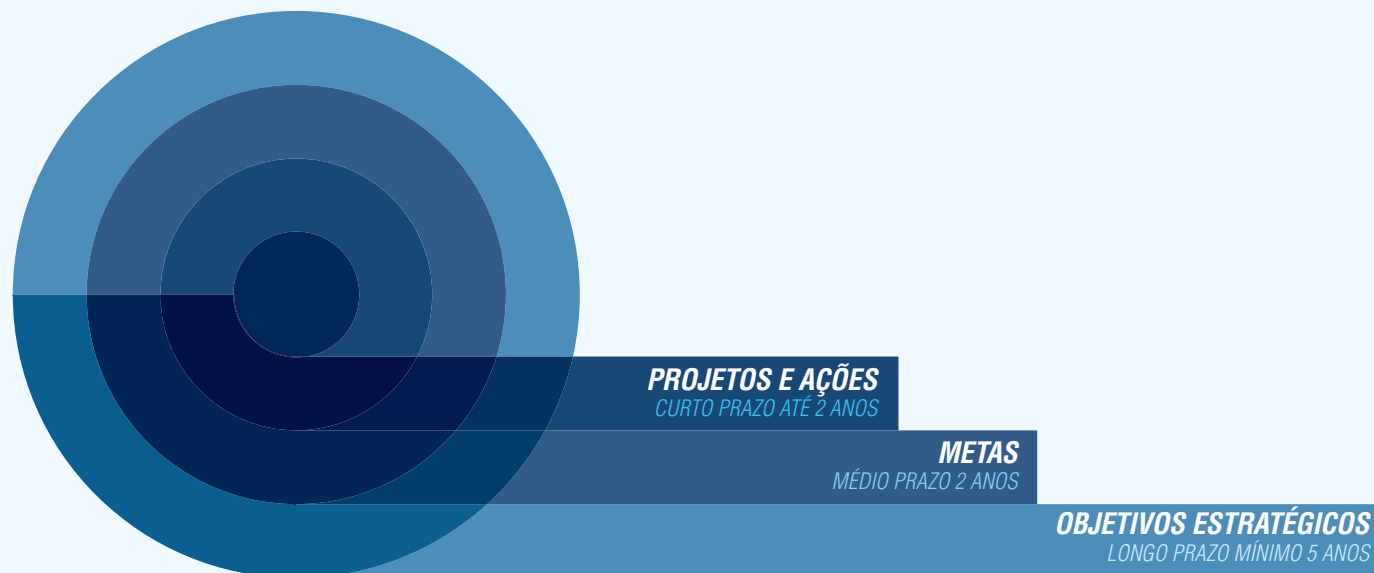 PROJETOS E AÇÕES
CURTO PRAZO ATÉ 2 ANOS
METAS
MÉDIO PRAZO 2 ANOS
OBJETIVOS ESTRATÉGICOS
LONGO PRAZO MÍNIMO 5 ANOS